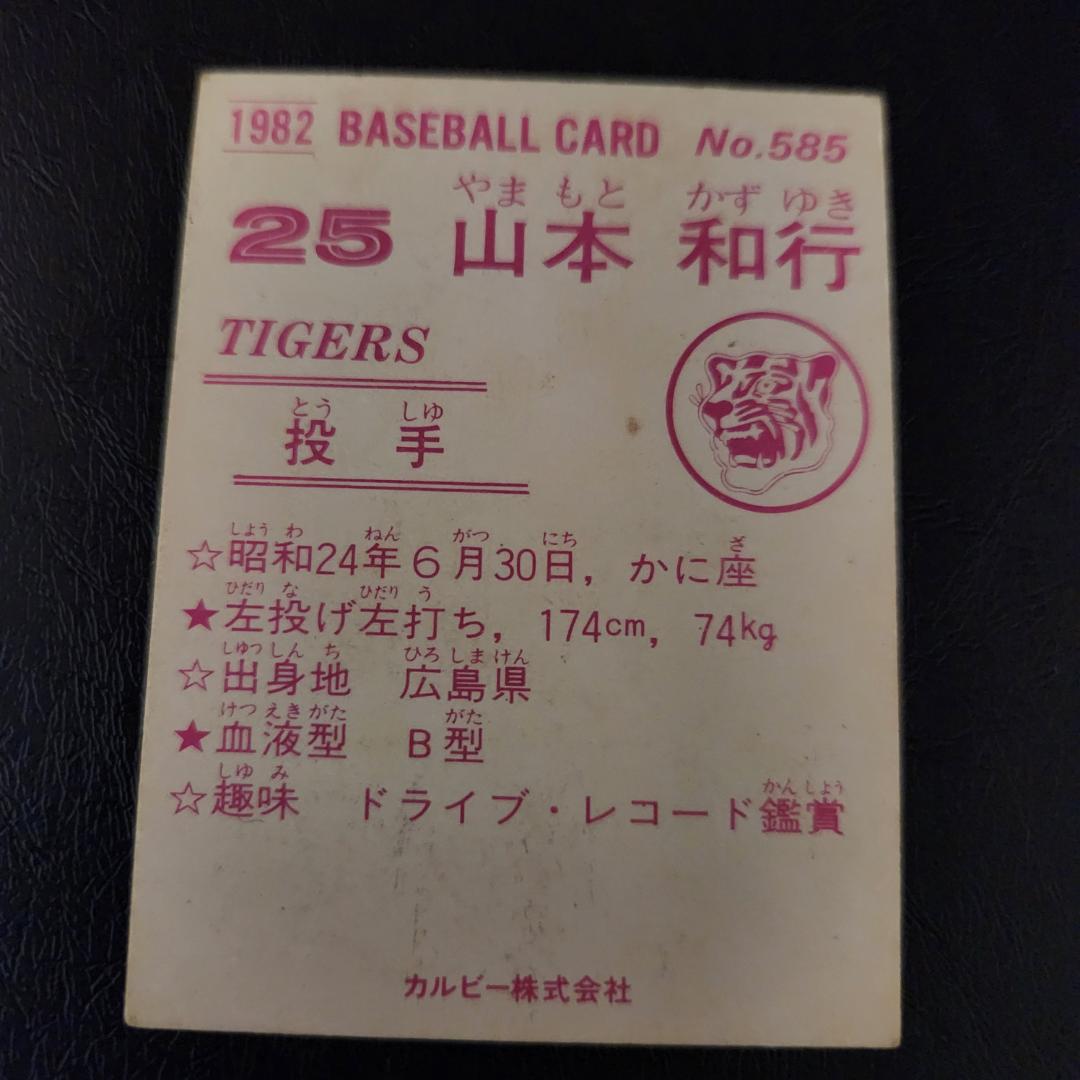 1982 BASEBALL CARD No.585
やま もと かず ゆき
25 山本 和行
TIGERS
とう しゆ
投 手
しよう わ ねん がつ にち ざ
☆昭和24年6月30日, かに座
ひだり な ひだり う
★左投げ左打ち, 174cm, 74kg
しゆつ しん ち ひろ しま けん
☆出身地 広島県
けつ えき がた がた
★血液型 B型
しゆ み かん しよう
☆趣味 ドライブ・レコード鑑賞
カルビー株式会社